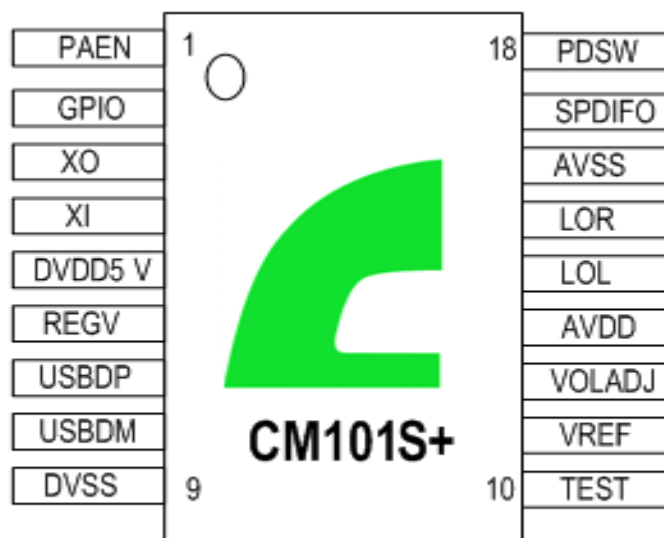 PAEN 1 18 PDSW
GPIO SPDIFO
XO AVSS
XI LOR
DVDD5 V LOL
REGV AVDD
USBDP VOLADJ
USBDM CM101S+ VREF
DVSS 9 10 TEST